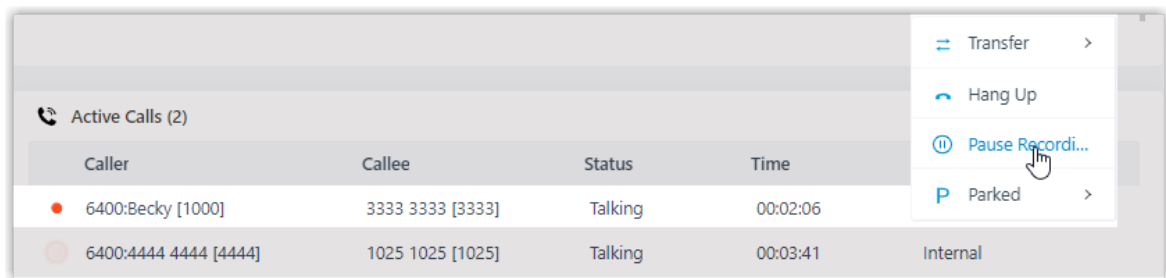 Transfer
Hang Up
Active Calls (2)
Pause Recordi...
Caller Callee Status Time
P Parked
6400:Becky [1000] 3333 3333 [3333] Talking 00:02:06
6400:4444 4444 [4444] 1025 1025 [1025] Talking 00:03:41 Internal